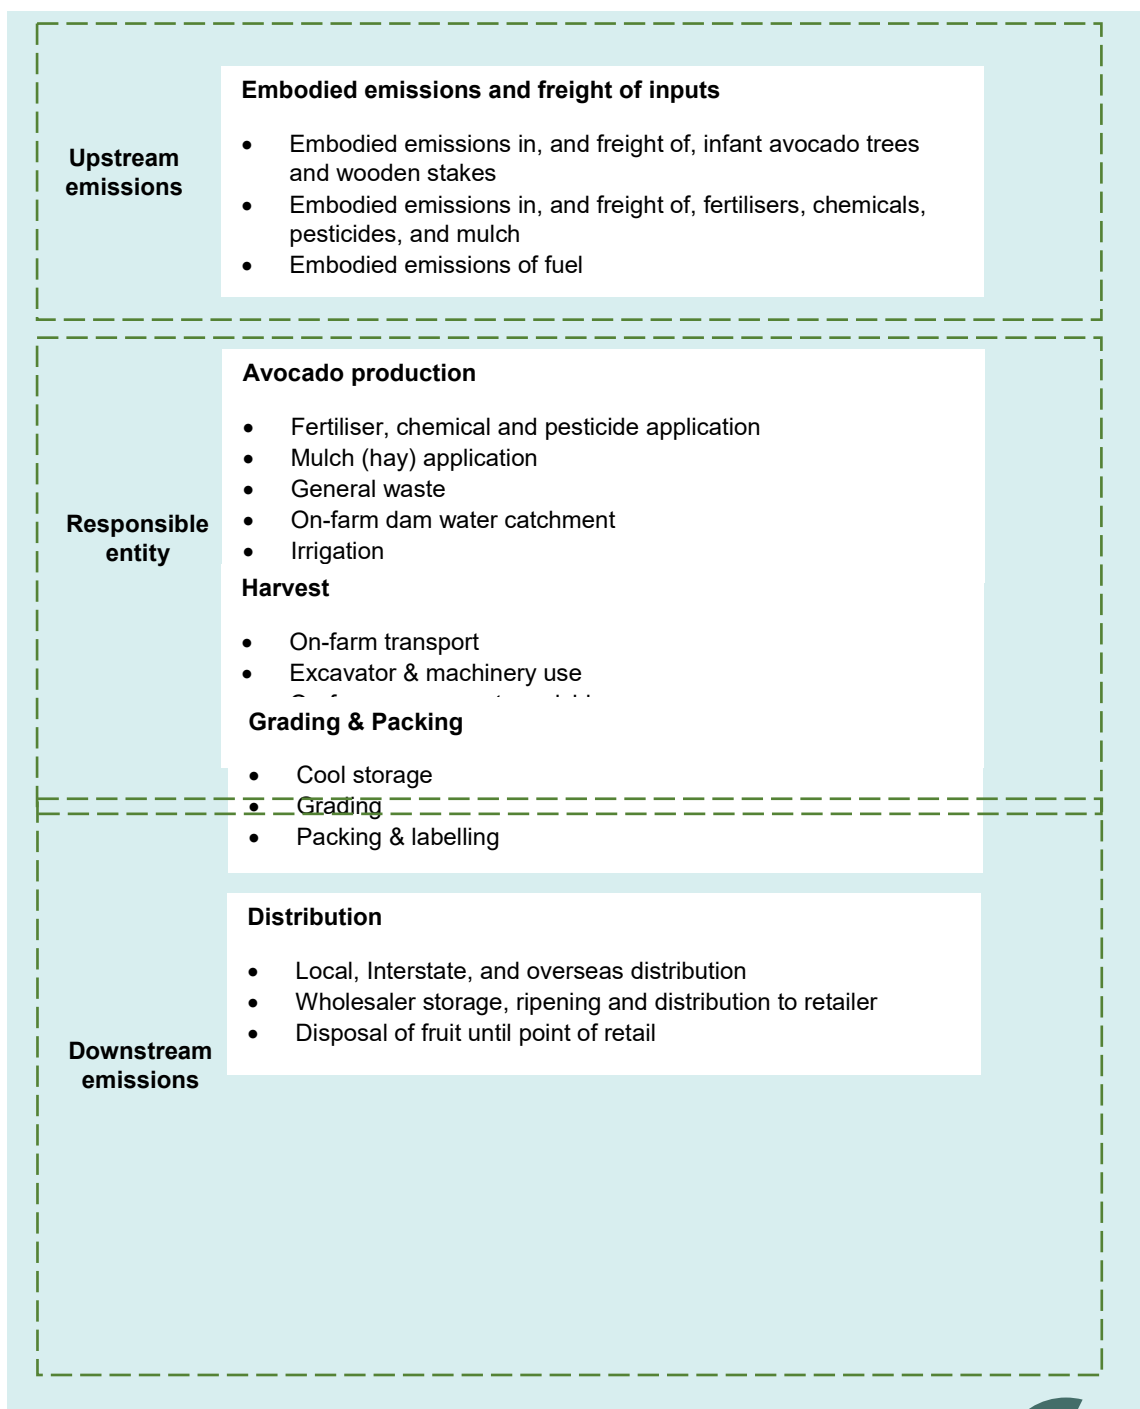 Embodied emissions and freight of inputs
Upstream
emissions
• Embodied emissions in, and freight of, infant avocado trees
and wooden stakes
• Embodied emissions in, and freight of, fertilisers, chemicals,
pesticides, and mulch
• Embodied emissions of fuel
Avocado production
Responsible
entity
• Fertiliser, chemical and pesticide application
• Mulch (hay) application
• General waste
• On-farm dam water catchment
• Irrigation
Harvest
• On-farm transport
• Excavator & machinery use
Grading & Packing
• Cool storage
• Grading
• Packing & labelling
Distribution
• Local, Interstate, and overseas distribution
• Wholesaler storage, ripening and distribution to retailer
• Disposal of fruit until point of retail
Downstream
emissions